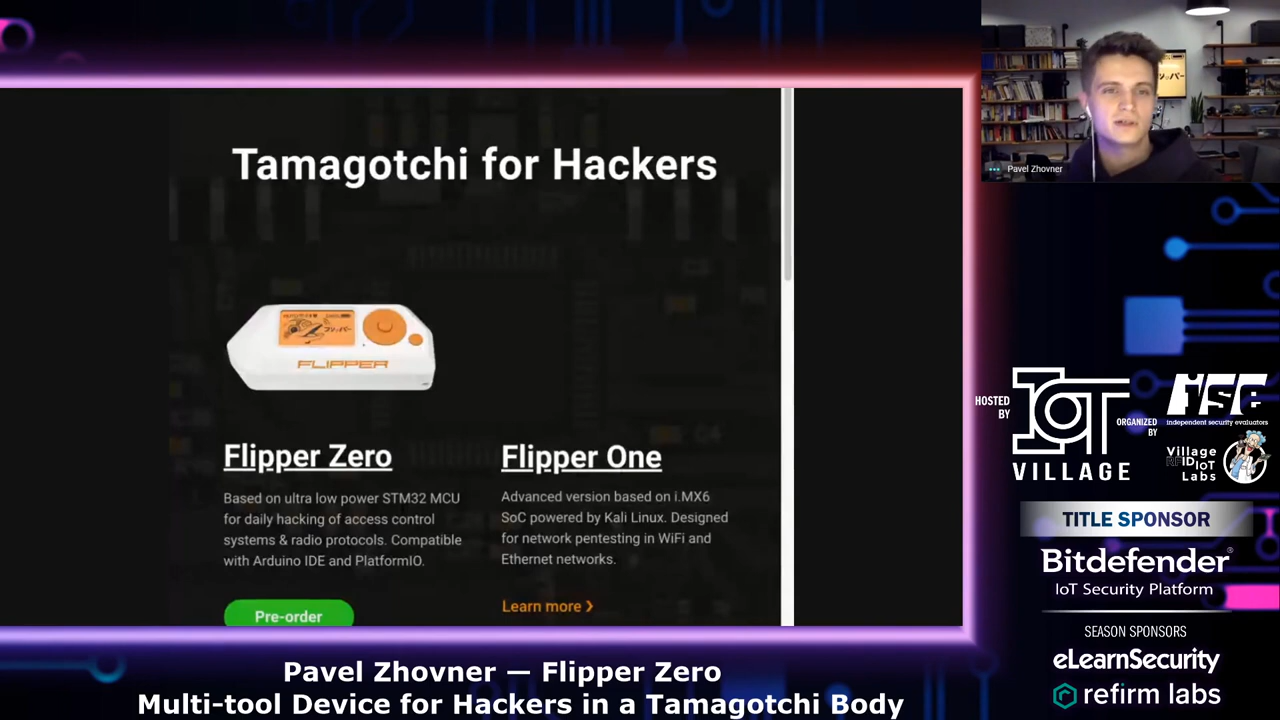 Tamagotchi for Hackers
FLIPPER
Flipper Zero
Based on ultra low power STM32 MCU
for daily hacking of access control
systems & radio protocols. Compatible
with Arduino IDE and PlatformIO.
Pre-order
Flipper One
Advanced version based on i.MX6
SoC powered by Kali Linux. Designed
for network pentesting in WiFi and
Ethernet networks.
Learn more ❯
Pavel Zhovner
HOSTED
BY
IOT
VILLAGE
ORGANIZED
BY
ISE
independent security evaluators
Village
RFID IoT
Labs
TITLE SPONSOR
Bitdefender®
IoT Security Platform
SEASON SPONSORS
eLearnSecurity
refirm labs
Pavel Zhovner — Flipper Zero
Multi-tool Device for Hackers in a Tamagotchi Body